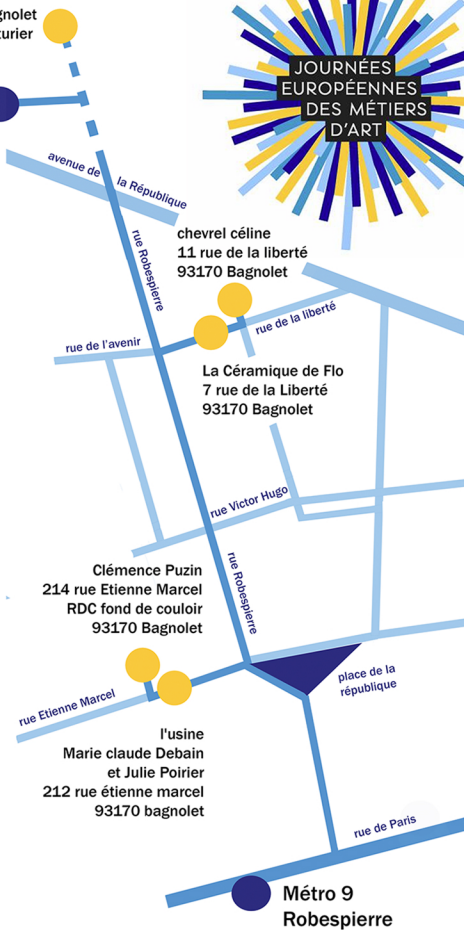 gnolet
turier
JOURNÉES
EUROPÉENNES
DES MÉTIERS
D'ART
avenue de la République
rue Robespierre
chevrel céline
11 rue de la liberté
93170 Bagnolet
rue de la liberté
rue de l'avenir
La Céramique de Flo
7 rue de la Liberté
93170 Bagnolet
rue Victor Hugo
rue Robespierre
Clémence Puzin
214 rue Etienne Marcel
RDC fond de couloir
93170 Bagnolet
place de la
république
rue Etienne Marcel
l'usine
Marie claude Debain
et Julie Poirier
212 rue étienne marcel
93170 bagnolet
rue de Paris
Métro 9
Robespierre